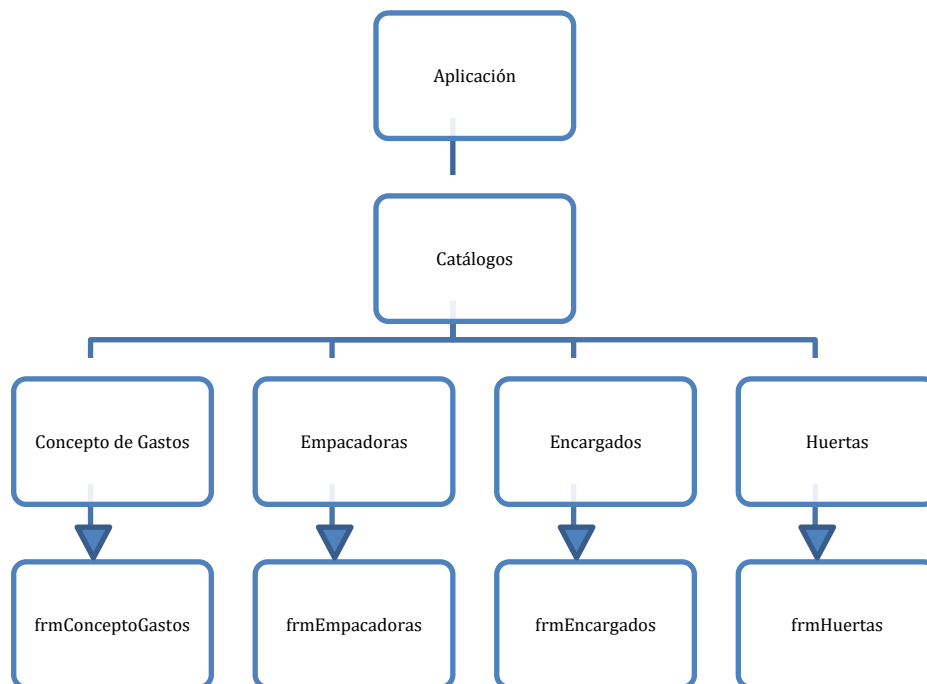 Aplicación
Catálogos
Concepto de Gastos
Empacadoras
Encargados
Huertas
frmConceptoGastos
frmEmpacadoras
frmEncargados
frmHuertas